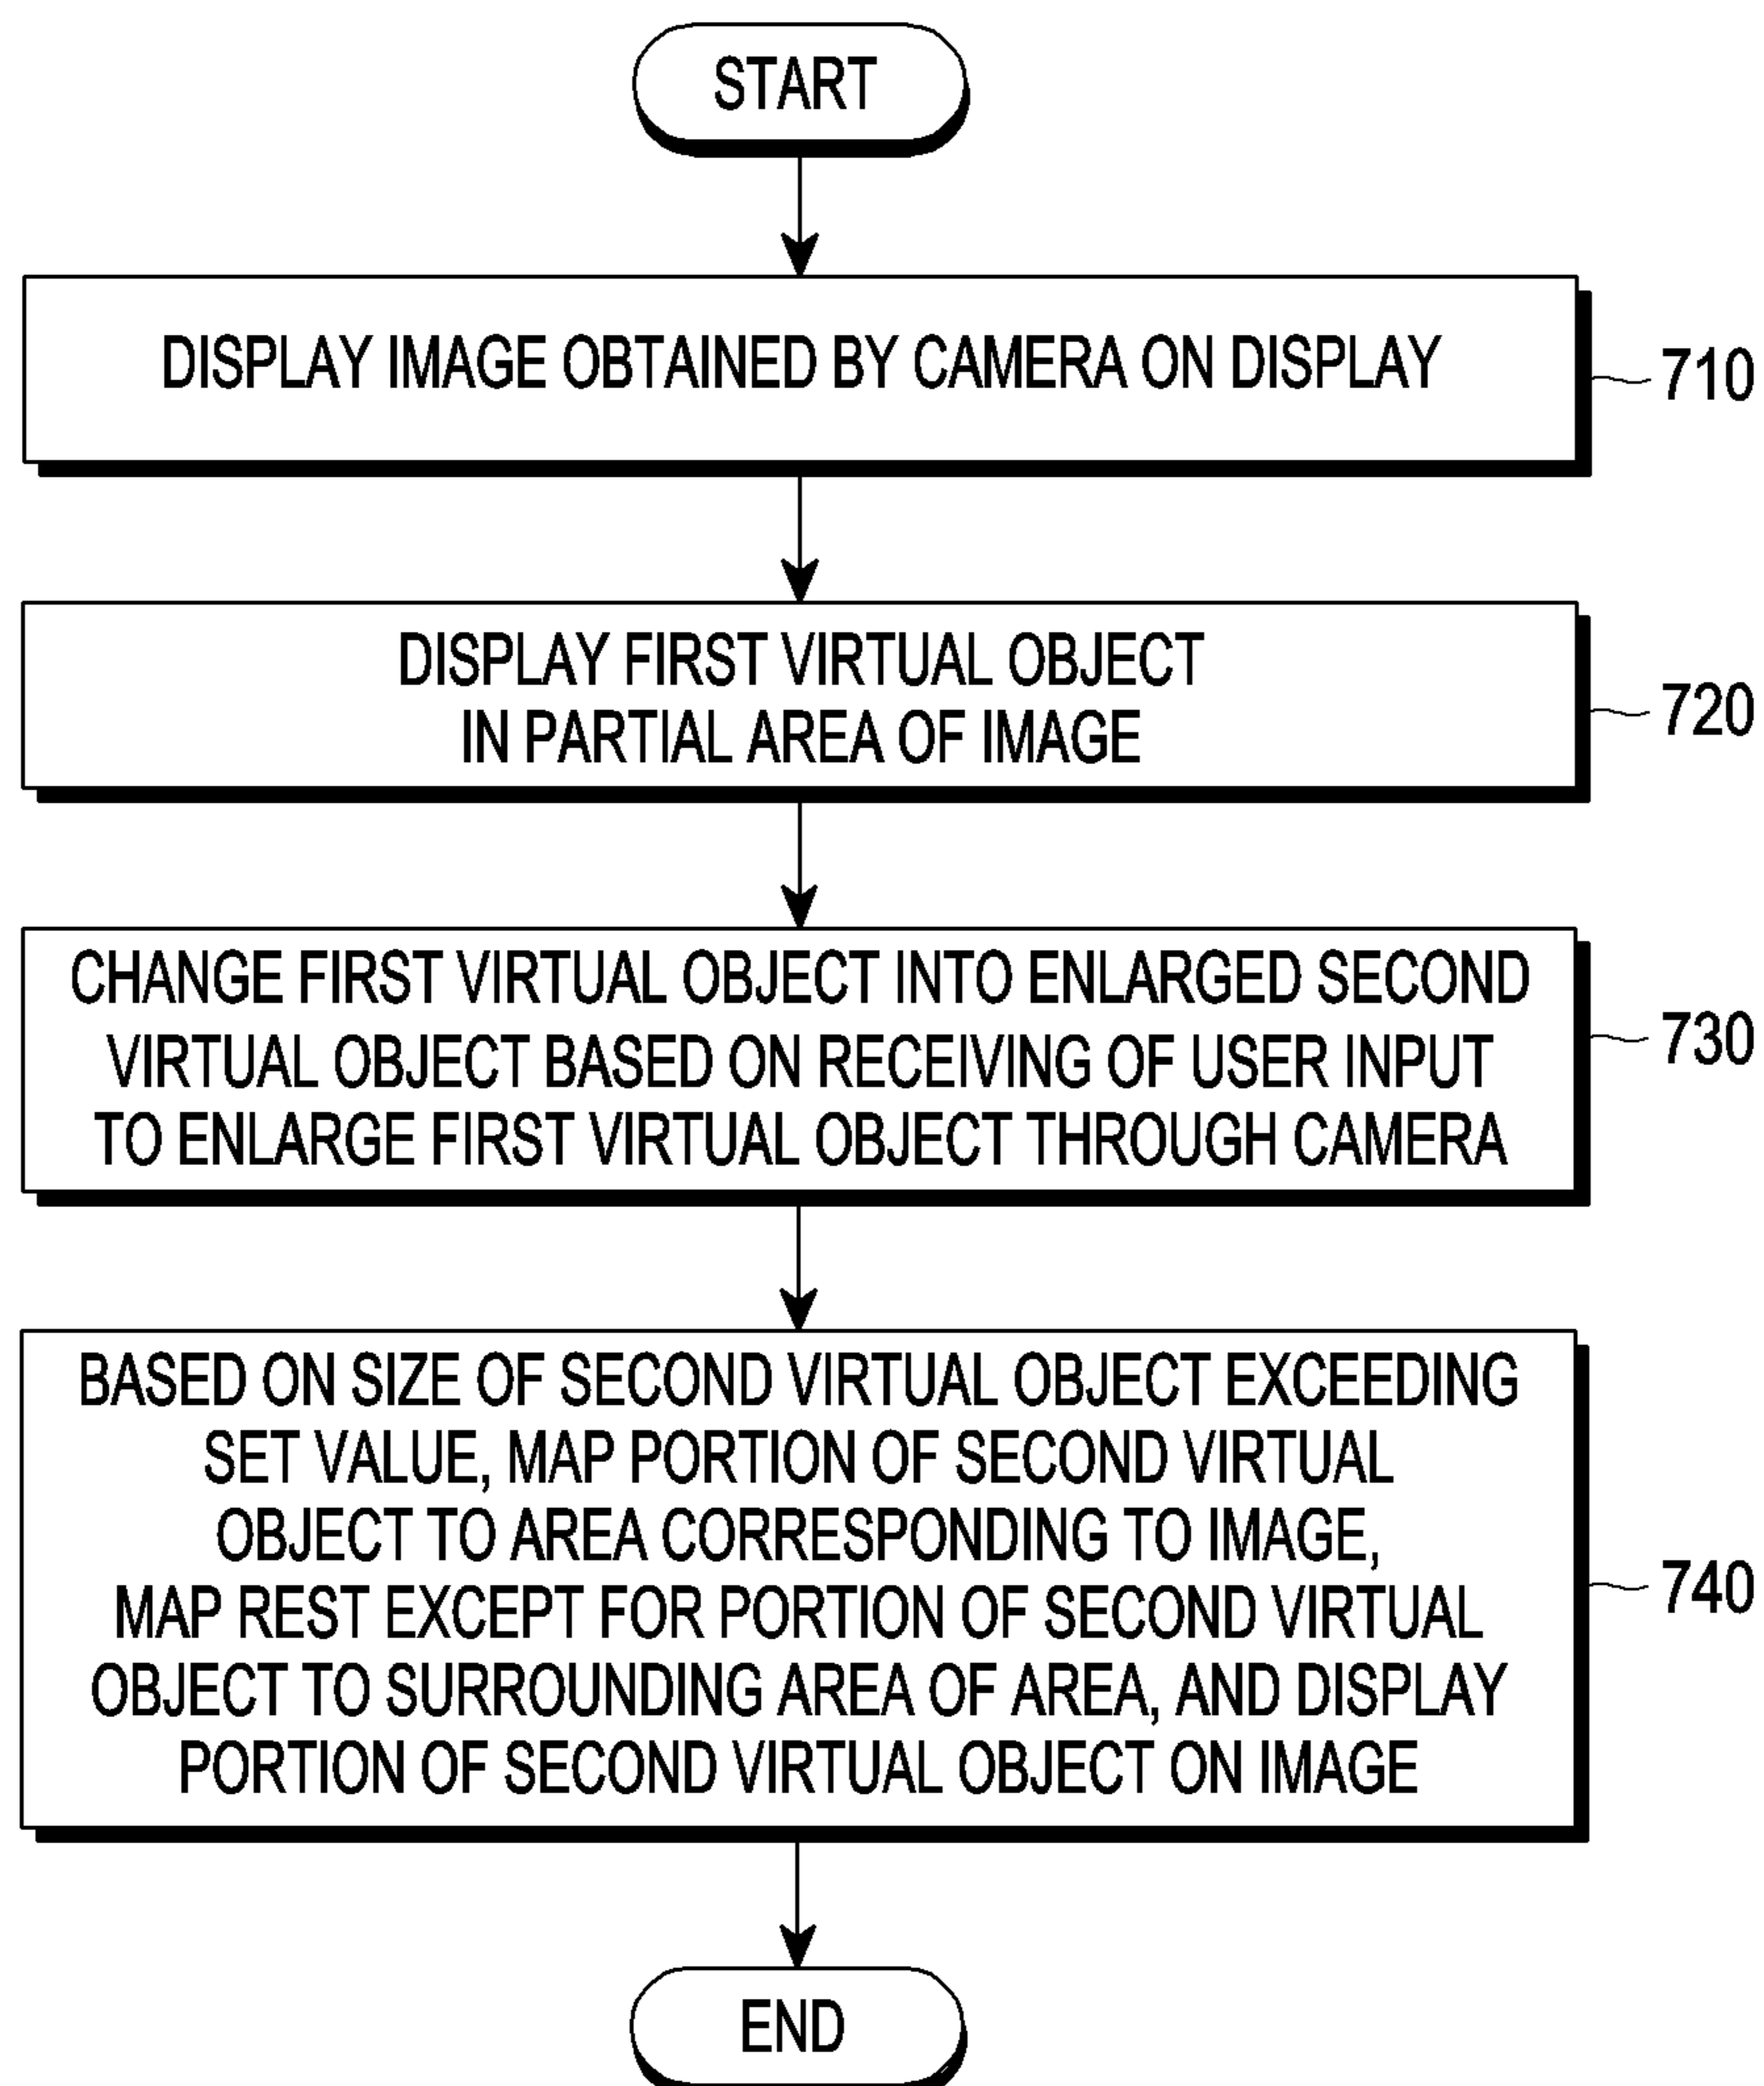 START
DISPLAY IMAGE OBTAINED BY CAMERA ON DISPLAY
710
DISPLAY FIRST VIRTUAL OBJECT
IN PARTIAL AREA OF IMAGE
720
CHANGE FIRST VIRTUAL OBJECT INTO ENLARGED SECOND
VIRTUAL OBJECT BASED ON RECEIVING OF USER INPUT
TO ENLARGE FIRST VIRTUAL OBJECT THROUGH CAMERA
730
BASED ON SIZE OF SECOND VIRTUAL OBJECT EXCEEDING
SET VALUE, MAP PORTION OF SECOND VIRTUAL
OBJECT TO AREA CORRESPONDING TO IMAGE,
MAP REST EXCEPT FOR PORTION OF SECOND VIRTUAL
OBJECT TO SURROUNDING AREA OF AREA, AND DISPLAY
PORTION OF SECOND VIRTUAL OBJECT ON IMAGE
740
END